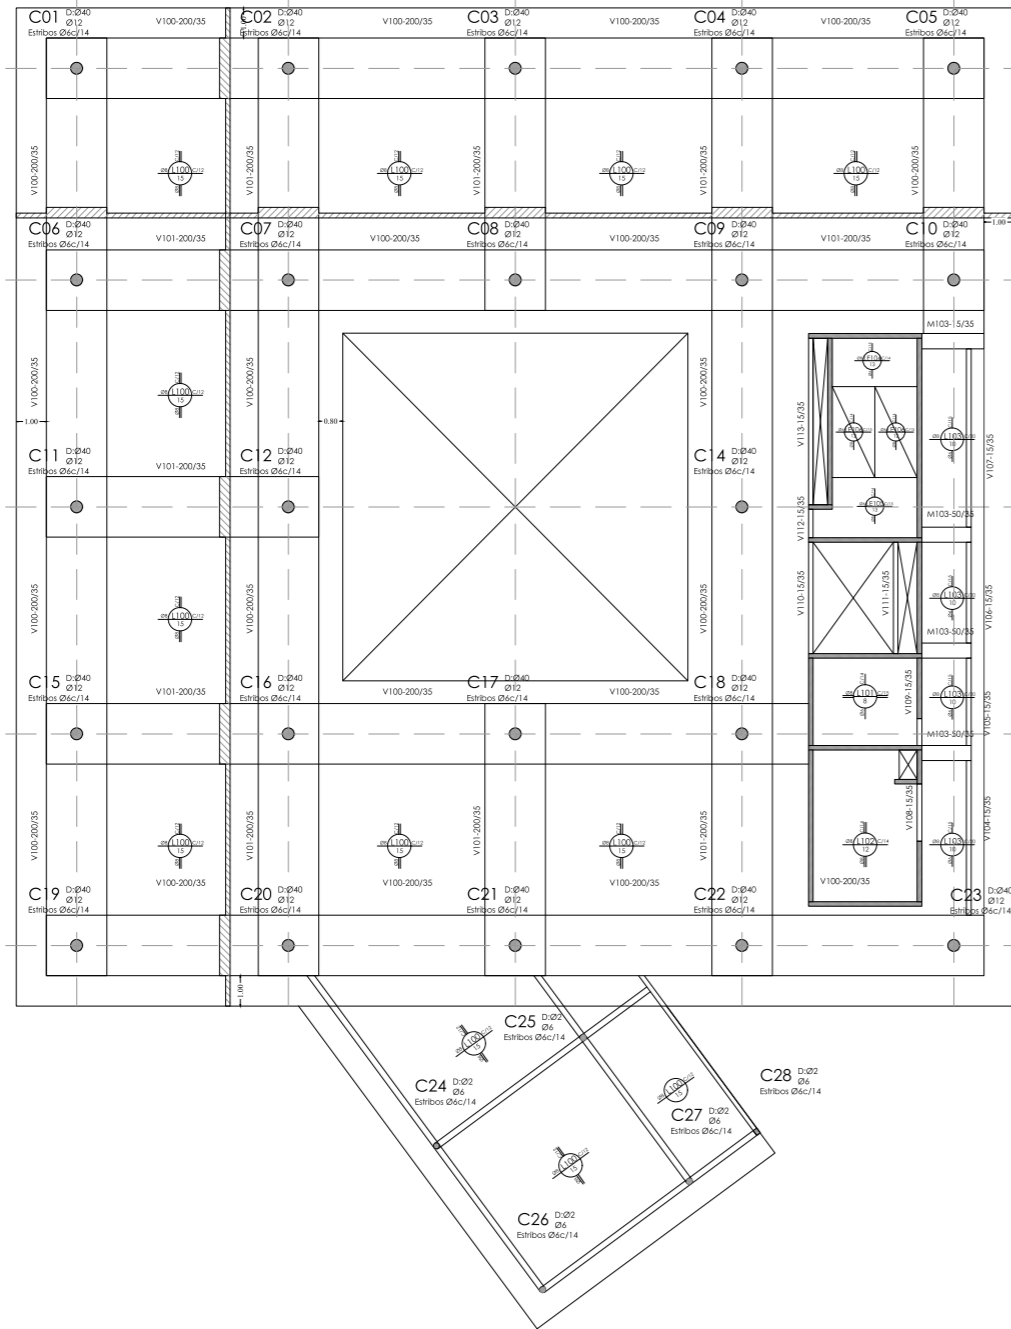 C01 D:Ø40
Ø12
Estribos Ø6c/14
V100-200/35
1.00
C02 D:Ø40
Ø12
Estribos Ø6c/14
V100-200/35
C03 D:Ø40
Ø12
Estribos Ø6c/14
V100-200/35
C04 D:Ø40
Ø12
Estribos Ø6c/14
V100-200/35
C05 D:Ø40
Ø12
Estribos Ø6c/14
V100-200/35
L100
15
V101-200/35
L100
15
V101-200/35
L100
15
V101-200/35
L100
15
V100-200/35
C06 D:Ø40
Ø12
Estribos Ø6c/14
V101-200/35
C07 D:Ø40
Ø12
Estribos Ø6c/14
V100-200/35
C08 D:Ø40
Ø12
Estribos Ø6c/14
V100-200/35
C09 D:Ø40
Ø12
Estribos Ø6c/14
V101-200/35
C10 D:Ø40
Ø12
Estribos Ø6c/14
1.00
M103-15/35
V100-200/35
L100
15
V100-200/35
V100-200/35
V113-15/35
L103
10
V107-15/35
1.00
0.80
C11 D:Ø40
Ø12
Estribos Ø6c/14
V101-200/35
C12 D:Ø40
Ø12
Estribos Ø6c/14
C14 D:Ø40
Ø12
Estribos Ø6c/14
V112-15/35
M103-50/35
V100-200/35
L100
15
V100-200/35
V100-200/35
V110-15/35
V111-15/35
L103
10
V106-15/35
M103-50/35
C15 D:Ø40
Ø12
Estribos Ø6c/14
V101-200/35
C16 D:Ø40
Ø12
Estribos Ø6c/14
V100-200/35
C17 D:Ø40
Ø12
Estribos Ø6c/14
V100-200/35
C18 D:Ø40
Ø12
Estribos Ø6c/14
L101
8
V109-15/35
L103
10
V105-15/35
M103-50/35
V100-200/35
L100
15
V101-200/35
L100
15
V101-200/35
L100
15
V101-200/35
L102
12
V108-15/35
L103
10
V104-15/35
C19 D:Ø40
Ø12
Estribos Ø6c/14
V100-200/35
C20 D:Ø40
Ø12
Estribos Ø6c/14
V100-200/35
C21 D:Ø40
Ø12
Estribos Ø6c/14
V100-200/35
C22 D:Ø40
Ø12
Estribos Ø6c/14
V100-200/35
C23 D:Ø40
Ø12
Estribos Ø6c/14
1.00
C25 D:Ø2
Ø6
Estribos Ø6c/14
L100
15
C24 D:Ø2
Ø6
Estribos Ø6c/14
L100
15
C28 D:Ø2
Ø6
Estribos Ø6c/14
C27 D:Ø2
Ø6
Estribos Ø6c/14
L100
15
C26 D:Ø2
Ø6
Estribos Ø6c/14